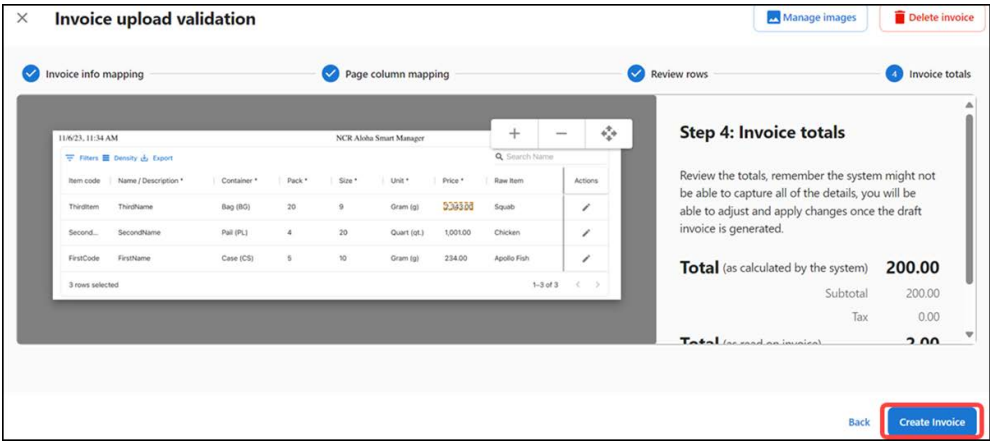 Invoice upload validation
Manage images
Delete invoice
Invoice info mapping
Page column mapping
Review rows
4 Invoice totals
11/6/23, 11:34 AM
NCR Aloha Smart Manager
Filters Density Export
Search Name
Item code Name / Description * Container * Pack * Size * Unit * Price * Raw Item Actions
ThirdItem ThirdName Bag (BG) 20 9 Gram (g) Squab
Second... SecondName Pail (PL) 4 20 Quart (qt.) 1,001.00 Chicken
FirstCode FirstName Case (CS) 5 10 Gram (g) 234.00 Apollo Fish
3 rows selected
1-3 of 3
Step 4: Invoice totals
Review the totals, remember the system might not
be able to capture all of the details, you will be
able to adjust and apply changes once the draft
invoice is generated.
Total (as calculated by the system) 200.00
Subtotal 200.00
Tax 0.00
Total (as read on invoice) 2.00
Back
Create Invoice